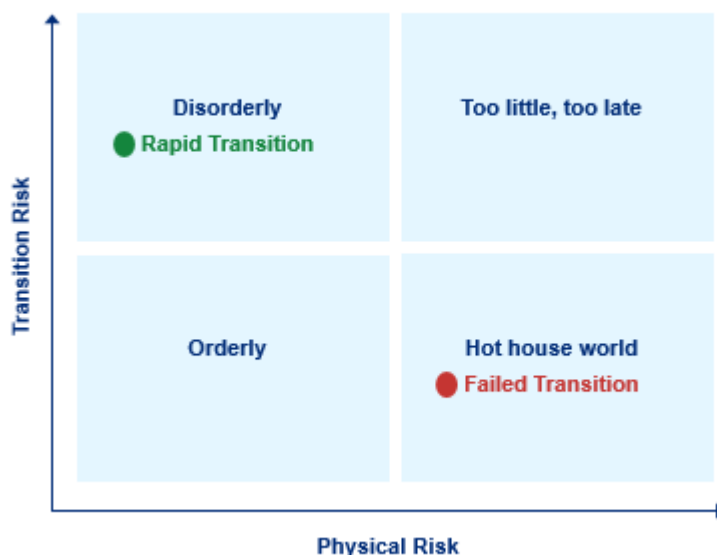 Disorderly
Rapid Transition
Too little, too late
Transition Risk
Orderly
Hot house world
Failed Transition
Physical Risk